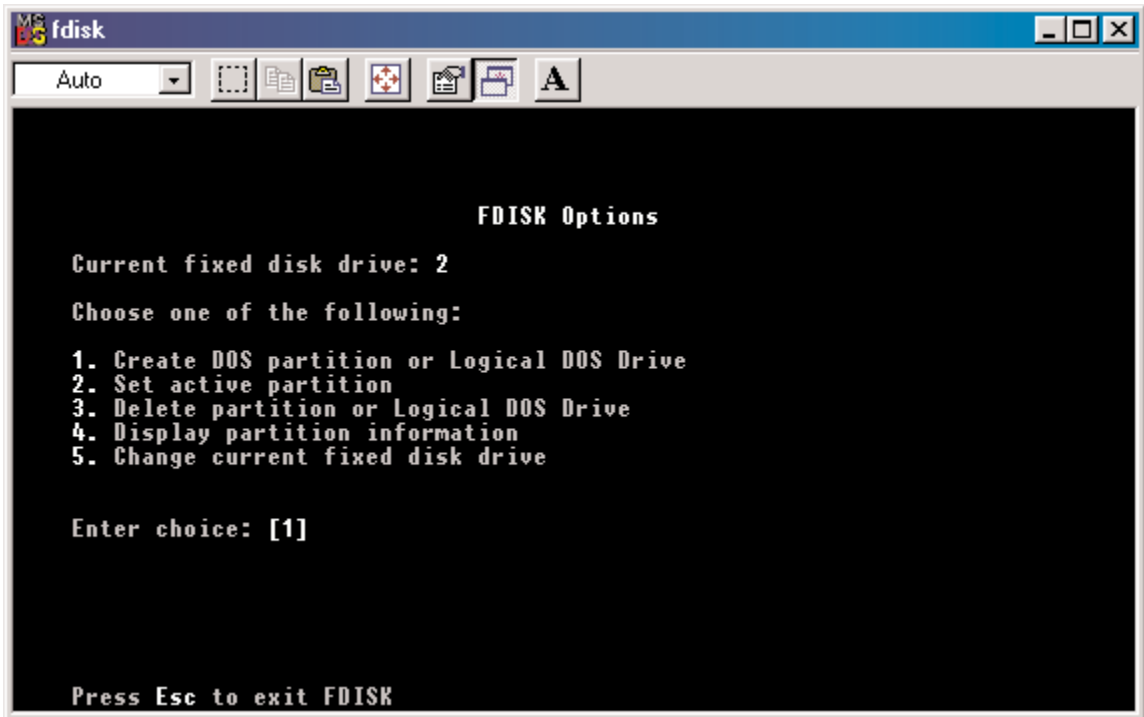 fdisk
Auto
A
FDISK Options
Current fixed disk drive: 2
Choose one of the following:
1. Create DOS partition or Logical DOS Drive
2. Set active partition
3. Delete partition or Logical DOS Drive
4. Display partition information
5. Change current fixed disk drive
Enter choice: [1]
Press Esc to exit FDISK